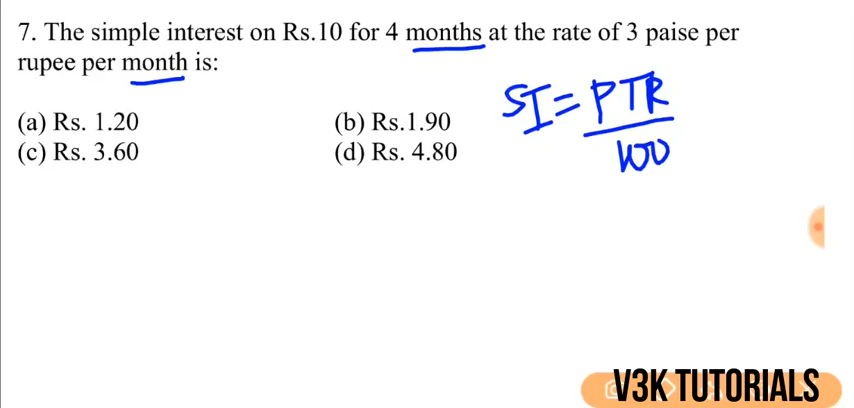 7. The simple interest on Rs.10 for 4 months at the rate of 3 paise per
rupee per month is:
(a) Rs. 1.20 (b) Rs.1.90
(c) Rs. 3.60 (d) Rs. 4.80
SI = PTR
100
V3K TUTORIALS